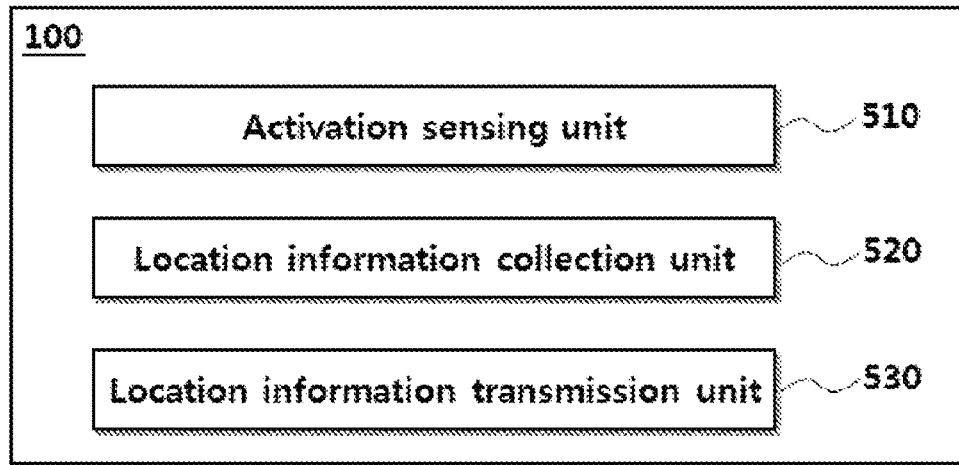 100
Activation sensing unit 510
Location information collection unit 520
Location information transmission unit 530